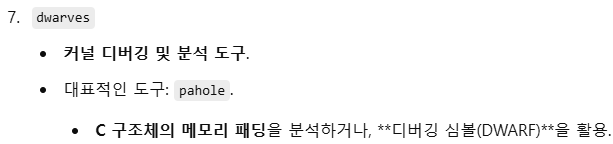 7. dwarves
• 커널 디버깅 및 분석 도구.
• 대표적인 도구: pahole.
• C 구조체의 메모리 패딩을 분석하거나, **디버깅 심볼(DWARF)**을 활용.